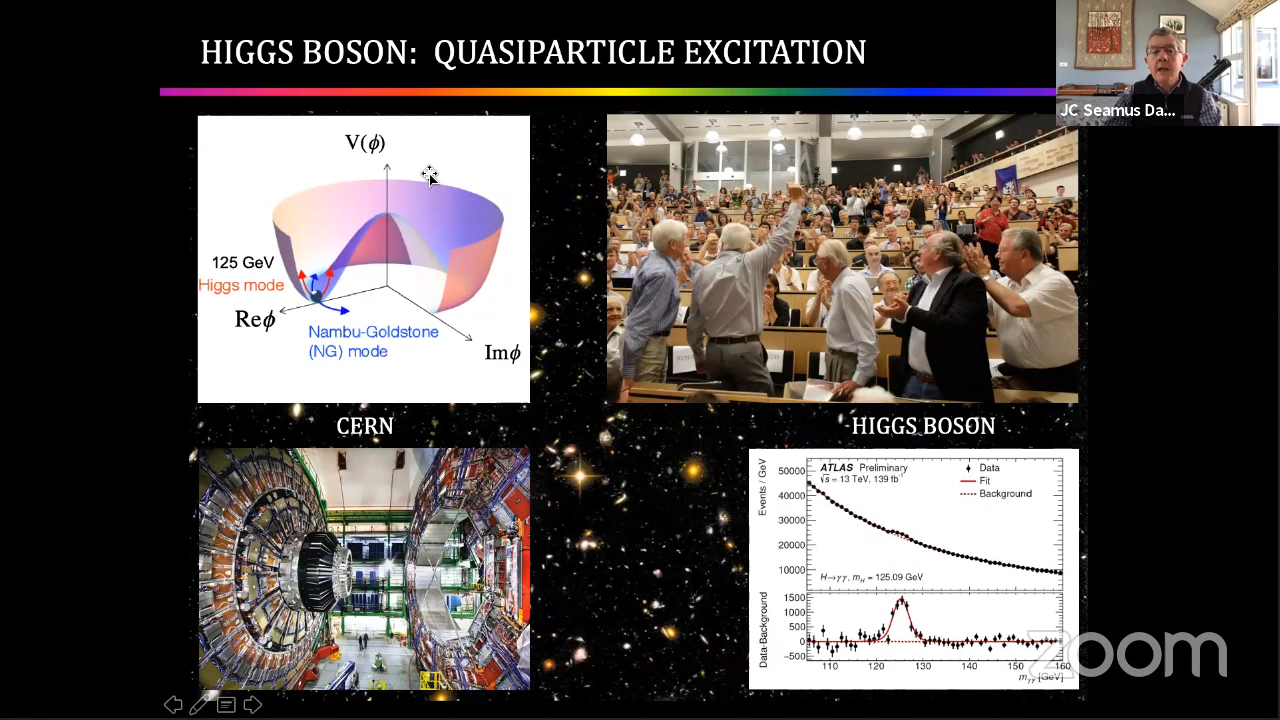 HIGGS BOSON: QUASIPARTICLE EXCITATION
JC Seamus Da...
V(ϕ)
125 GeV
Higgs mode
Reϕ
Nambu-Goldstone
(NG) mode
Imϕ
CERN
HIGGS BOSON
Events / GeV
ATLAS Preliminary
√s = 13 TeV, 139 fb⁻¹
Data
Fit
Background
50000
40000
30000
20000
10000
H→γγ, m_H = 125.09 GeV
Data-Background
1500
1000
500
0
−500
110 120 130 140 150 160
m_γγ [GeV]
zoom